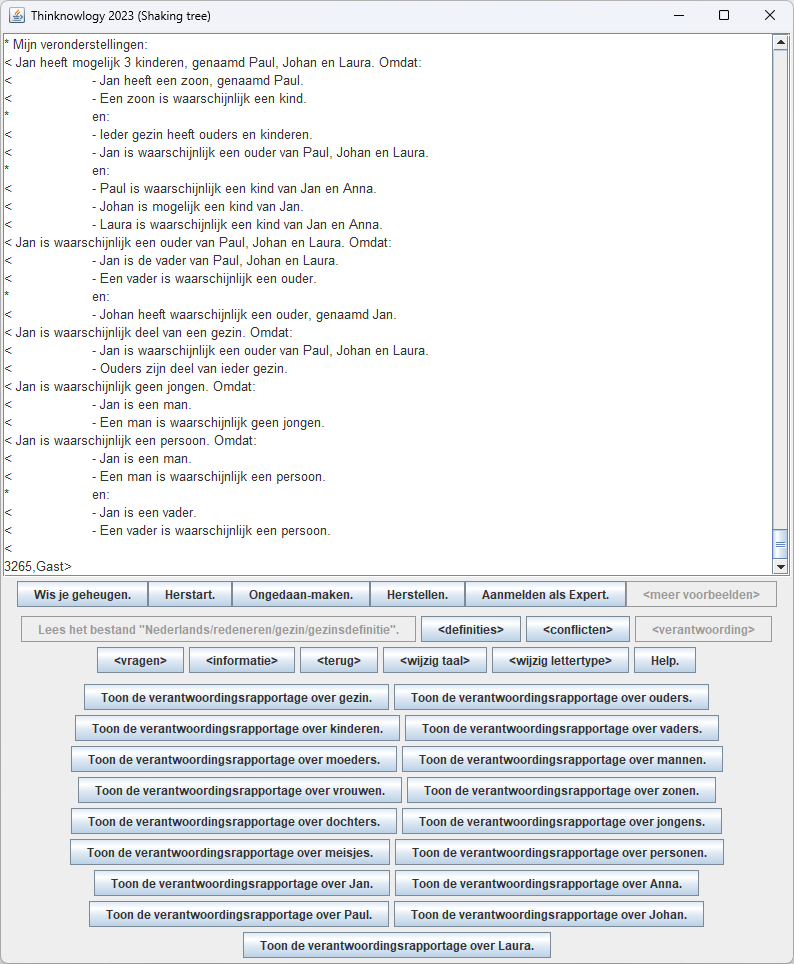 Thinknowlogy 2023 (Shaking tree)
* Mijn veronderstellingen:
< Jan heeft mogelijk 3 kinderen, genaamd Paul, Johan en Laura. Omdat:
< - Jan heeft een zoon, genaamd Paul.
< - Een zoon is waarschijnlijk een kind.
* en:
< - Ieder gezin heeft ouders en kinderen.
< - Jan is waarschijnlijk een ouder van Paul, Johan en Laura.
* en:
< - Paul is waarschijnlijk een kind van Jan en Anna.
< - Johan is mogelijk een kind van Jan.
< - Laura is waarschijnlijk een kind van Jan en Anna.
< Jan is waarschijnlijk een ouder van Paul, Johan en Laura. Omdat:
< - Jan is de vader van Paul, Johan en Laura.
< - Een vader is waarschijnlijk een ouder.
* en:
< - Johan heeft waarschijnlijk een ouder, genaamd Jan.
< Jan is waarschijnlijk deel van een gezin. Omdat:
< - Jan is waarschijnlijk een ouder van Paul, Johan en Laura.
< - Ouders zijn deel van ieder gezin.
< Jan is waarschijnlijk geen jongen. Omdat:
< - Jan is een man.
< - Een man is waarschijnlijk geen jongen.
< Jan is waarschijnlijk een persoon. Omdat:
< - Jan is een man.
< - Een man is waarschijnlijk een persoon.
* en:
< - Jan is een vader.
< - Een vader is waarschijnlijk een persoon.
<
3265,Gast>
Wis je geheugen. Herstart. Ongedaan-maken. Herstellen. Aanmelden als Expert. <meer voorbeelden>
Lees het bestand "Nederlands/redeneren/gezin/gezinsdefinitie". <definities> <conflicten> <verantwoording>
<vragen> <informatie> <terug> <wijzig taal> <wijzig lettertype> Help.
Toon de verantwoordingsrapportage over gezin. Toon de verantwoordingsrapportage over ouders.
Toon de verantwoordingsrapportage over kinderen. Toon de verantwoordingsrapportage over vaders.
Toon de verantwoordingsrapportage over moeders. Toon de verantwoordingsrapportage over mannen.
Toon de verantwoordingsrapportage over vrouwen. Toon de verantwoordingsrapportage over zonen.
Toon de verantwoordingsrapportage over dochters. Toon de verantwoordingsrapportage over jongens.
Toon de verantwoordingsrapportage over meisjes. Toon de verantwoordingsrapportage over personen.
Toon de verantwoordingsrapportage over Jan. Toon de verantwoordingsrapportage over Anna.
Toon de verantwoordingsrapportage over Paul. Toon de verantwoordingsrapportage over Johan.
Toon de verantwoordingsrapportage over Laura.